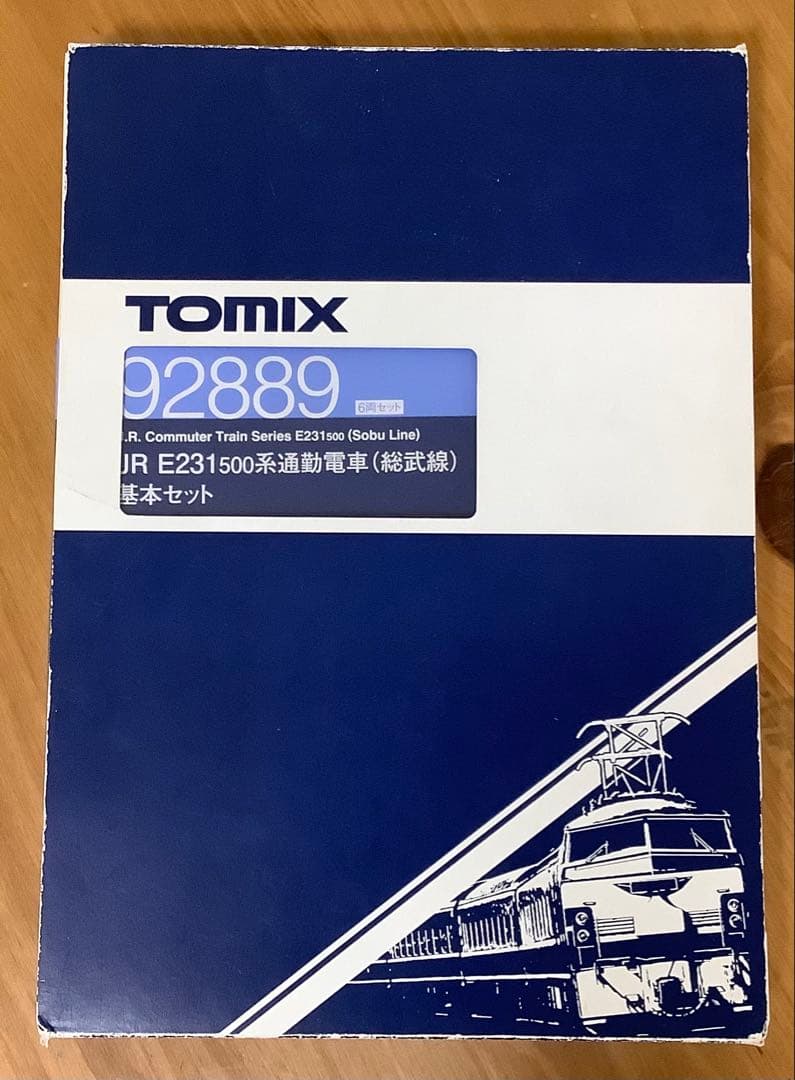 TOMIX
92889 6両セット
J.R. Commuter Train Series E231500 (Sobu Line)
JR E231500系通勤電車(総武線)
基本セット